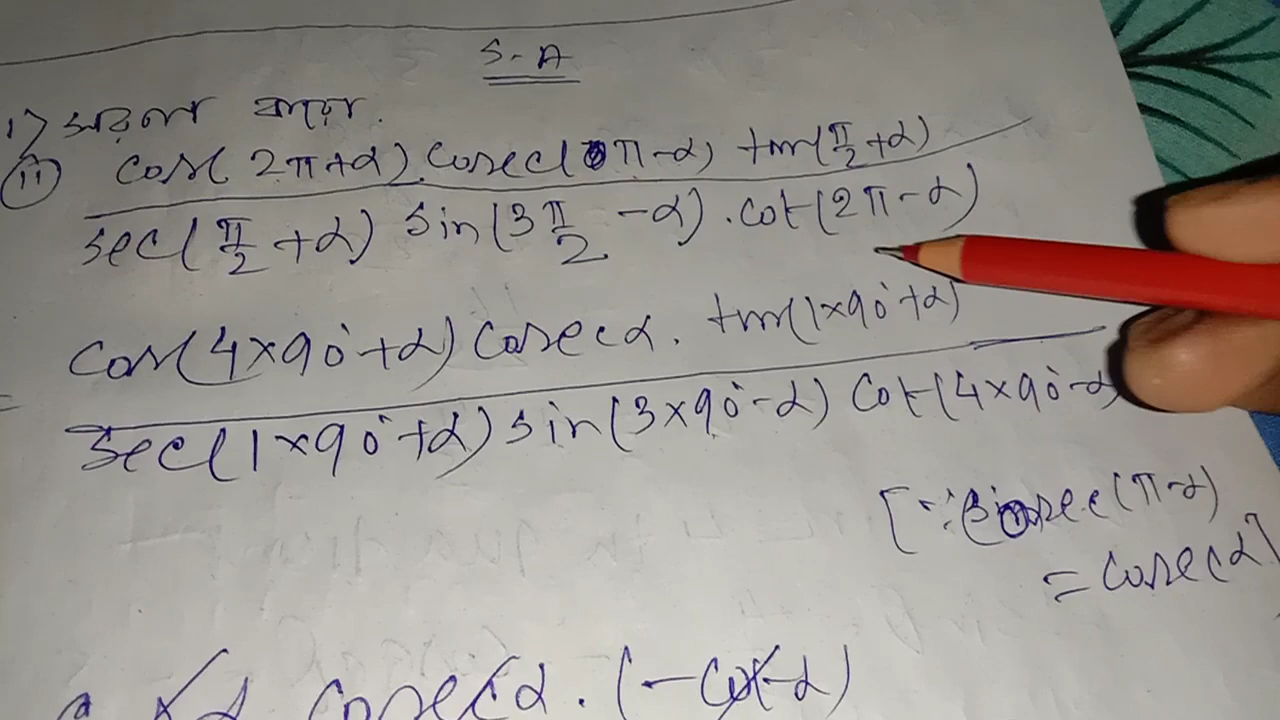 S-A
1) সরল করো.
(ii) cos(2π+α).cosec(π-α) tan(π/2+α)
sec(π/2+α) sin(3π/2-α).cot(2π-α)
= cos(4×90°+α) cosecα. tan(1×90°+α)
sec(1×90°+α) sin(3×90°-α) cot(4×90°-α
[∵ cosec(π-α)
= cosecα]
cosecα.(-cotα)